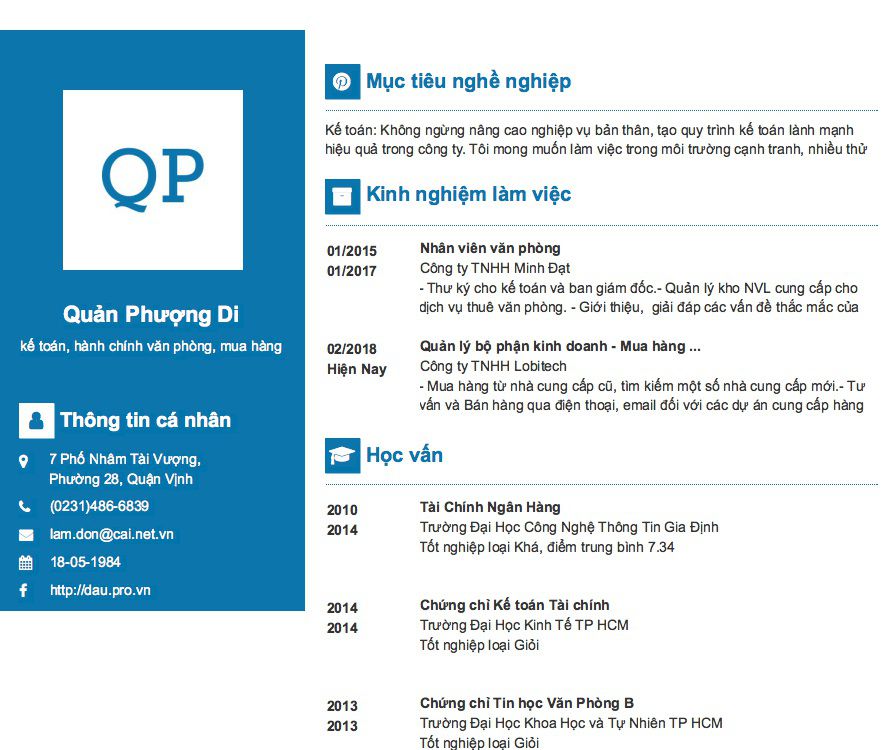 QP
Quản Phượng Di
kế toán, hành chính văn phòng, mua hàng
Thông tin cá nhân
7 Phố Nhâm Tài Vượng,
Phường 28, Quận Vịnh
(0231)486-6839
lam.don@cai.net.vn
18-05-1984
http://dau.pro.vn
Mục tiêu nghề nghiệp
Kế toán: Không ngừng nâng cao nghiệp vụ bản thân, tạo quy trình kế toán lành mạnh
hiệu quả trong công ty. Tôi mong muốn làm việc trong môi trường cạnh tranh, nhiều thử
Kinh nghiệm làm việc
01/2015
01/2017
Nhân viên văn phòng
Công ty TNHH Minh Đạt
- Thư ký cho kế toán và ban giám đốc.- Quản lý kho NVL cung cấp cho
dịch vụ thuê văn phòng. - Giới thiệu, giải đáp các vấn đề thắc mắc của
02/2018
Hiện Nay
Quản lý bộ phận kinh doanh - Mua hàng ...
Công ty TNHH Lobitech
- Mua hàng từ nhà cung cấp cũ, tìm kiếm một số nhà cung cấp mới.- Tư
vấn và Bán hàng qua điện thoại, email đối với các dự án cung cấp hàng
Học vấn
2010
2014
Tài Chính Ngân Hàng
Trường Đại Học Công Nghệ Thông Tin Gia Định
Tốt nghiệp loại Khá, điểm trung bình 7.34
2014
2014
Chứng chỉ Kế toán Tài chính
Trường Đại Học Kinh Tế TP HCM
Tốt nghiệp loại Giỏi
2013
2013
Chứng chỉ Tin học Văn Phòng B
Trường Đại Học Khoa Học và Tự Nhiên TP HCM
Tốt nghiệp loại Giỏi